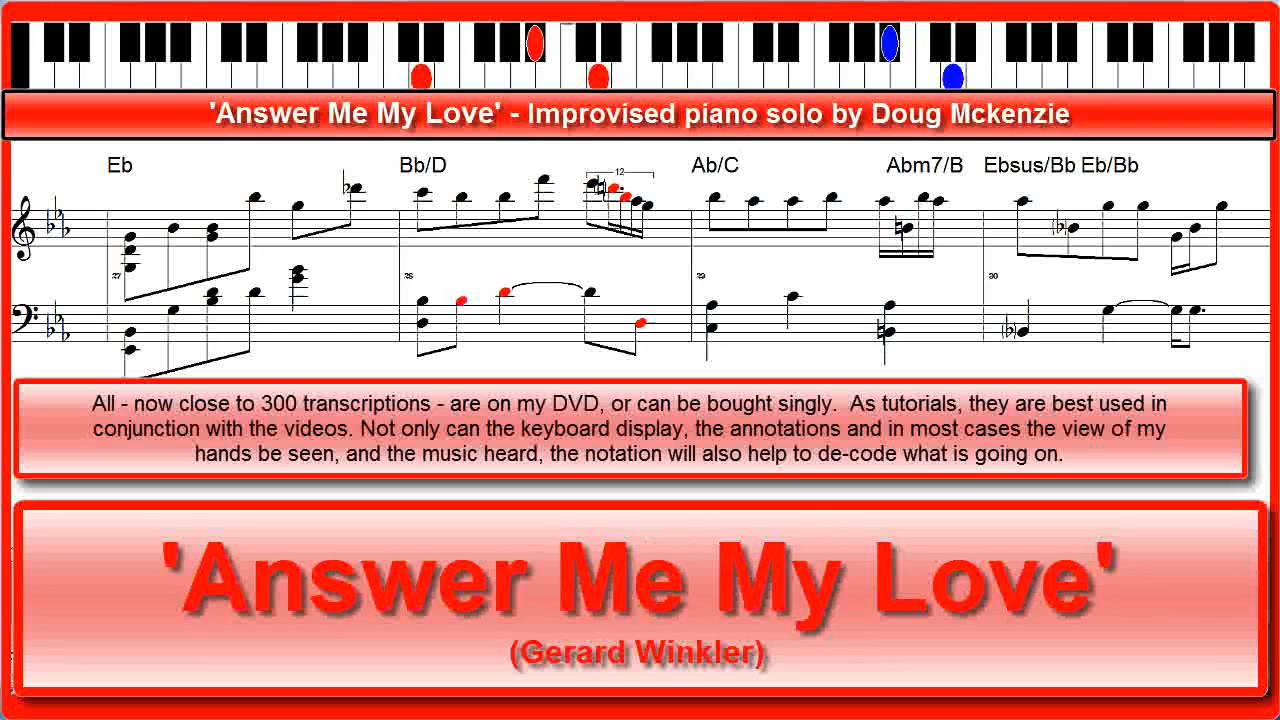 'Answer Me My Love' - Improvised piano solo by Doug Mckenzie
Eb Bb/D Ab/C Abm7/B Ebsus/Bb Eb/Bb
12
27 28 29 30
All - now close to 300 transcriptions - are on my DVD, or can be bought singly. As tutorials, they are best used in
conjunction with the videos. Not only can the keyboard display, the annotations and in most cases the view of my
hands be seen, and the music heard, the notation will also help to de-code what is going on.
'Answer Me My Love'
(Gerard Winkler)